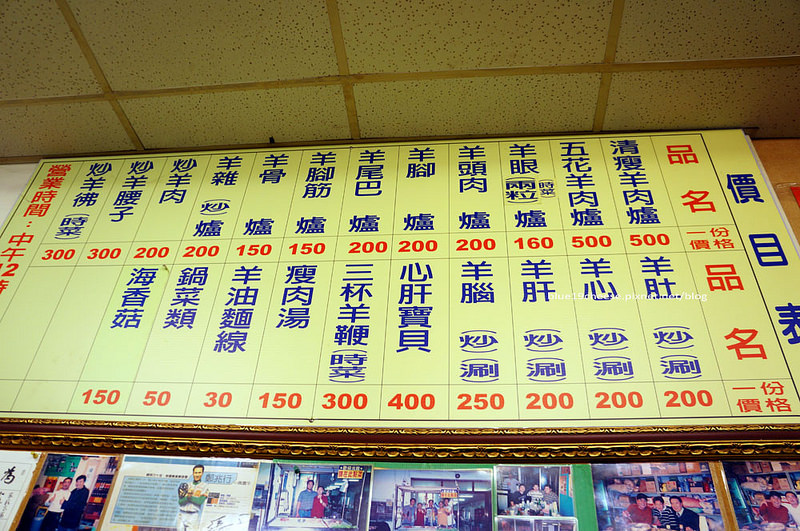 價目表
品名 一份價格
清瘦羊肉爐 500
五花羊肉爐 500
羊眼(兩粒)爐 (時菜) 160
羊頭肉爐 200
羊腳爐 200
羊尾巴爐 200
羊腳筋爐 150
羊骨爐 150
羊雜(炒)爐 200
炒羊肉 200
炒羊腰子 300
炒羊佛(時菜) 300
品名 一份價格
羊肚(炒)(涮) 200
羊心(炒)(涮) 200
羊肝(炒)(涮) 200
羊腦(炒)(涮) 250
心肝寶貝 400
三杯羊鞭(時菜) 300
瘦肉湯 150
羊油麵線 30
鍋菜類 50
海香菇 150
營業時間：中午12時